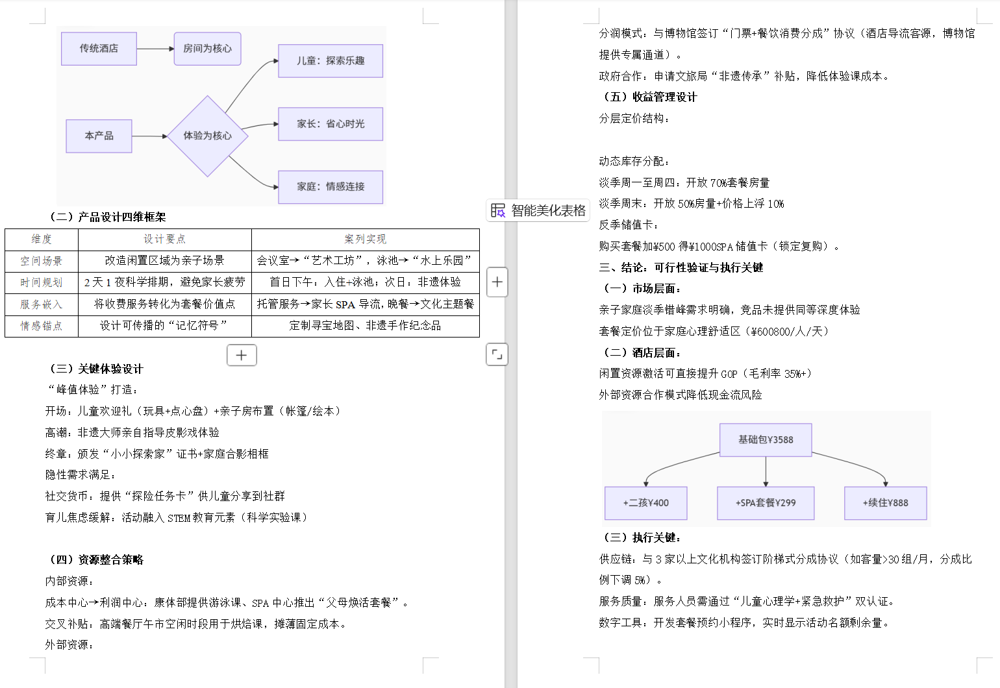 传统酒店
房间为核心
儿童：探索乐趣
本产品
体验为核心
家长：省心时光
家庭：情感连接
（二）产品设计四维框架
维度 设计要点 案列实现
空间场景 改造闲置区域为亲子场景 会议室→“艺术工坊”，泳池→“水上乐园”
时间规划 2 天 1 夜科学排期，避免家长疲劳 首日下午：入住+泳池；次日：非遗体验
服务嵌入 将收费服务转化为套餐价值点 托管服务→家长 SPA 导流，晚餐→文化主题餐
情感锚点 设计可传播的“记忆符号” 定制寻宝地图、非遗手作纪念品
（三）关键体验设计
“峰值体验”打造：
开场：儿童欢迎礼（玩具+点心盘）+亲子房布置（帐篷/绘本）
高潮：非遗大师亲自指导皮影戏体验
终章：颁发“小小探索家”证书+家庭合影相框
隐性需求满足：
社交货币：提供“探险任务卡”供儿童分享到社群
育儿焦虑缓解：活动融入 STEM 教育元素（科学实验课）
（四）资源整合策略
内部资源：
成本中心→利润中心：康体部提供游泳课、SPA 中心推出“父母焕活套餐”。
交叉补贴：高端餐厅午市空闲时段用于烘焙课，摊薄固定成本。
外部资源：
智能美化表格
分润模式：与博物馆签订“门票+餐饮消费分成”协议（酒店导流客源，博物馆
提供专属通道）。
政府合作：申请文旅局“非遗传承”补贴，降低体验课成本。
（五）收益管理设计
分层定价结构：
动态库存分配：
淡季周一至周四：开放 70%套餐房量
淡季周末：开放 50%房量+价格上浮 10%
反季储值卡：
购买套餐加¥500 得¥1000SPA 储值卡（锁定复购）。
三、结论：可行性验证与执行关键
（一）市场层面：
亲子家庭淡季错峰需求明确，竞品未提供同等深度体验
套餐定价位于家庭心理舒适区（¥600800/人/天）
（二）酒店层面：
闲置资源激活可直接提升 GOP（毛利率 35%+）
外部资源合作模式降低现金流风险
基础包¥3588
+二孩¥400
+SPA套餐¥299
+续住¥888
（三）执行关键：
供应链：与 3 家以上文化机构签订阶梯式分成协议（如客量>30 组/月，分成比
例下调 5%）。
服务质量：服务人员需通过“儿童心理学+紧急救护”双认证。
数字工具：开发套餐预约小程序，实时显示活动名额剩余量。